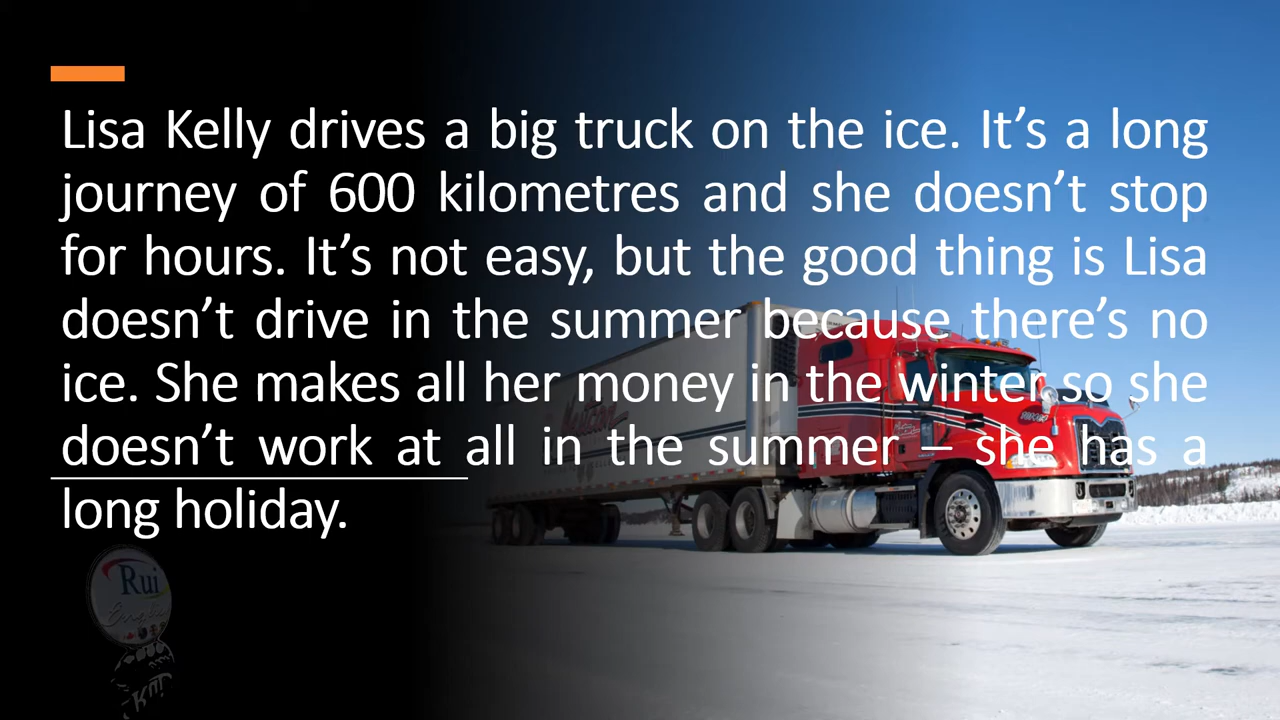 Lisa Kelly drives a big truck on the ice. It’s a long
journey of 600 kilometres and she doesn’t stop
for hours. It’s not easy, but the good thing is Lisa
doesn’t drive in the summer because there’s no
ice. She makes all her money in the winter so she
doesn’t work at all in the summer – she has a
long holiday.
Rui